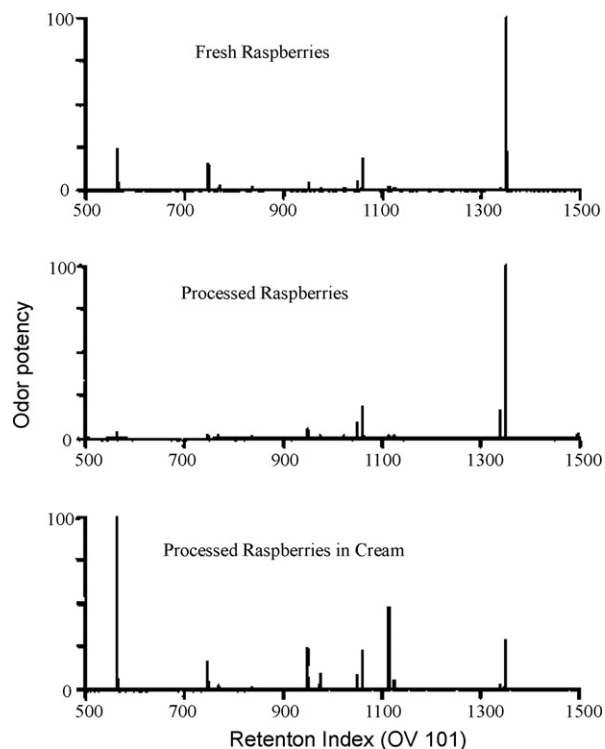 100
Fresh Raspberries
0
500 700 900 1100 1300 1500
100
Processed Raspberries
0
500 700 900 1100 1300 1500
Odor potency
100
Processed Raspberries in Cream
0
500 700 900 1100 1300 1500
Retenton Index (OV 101)